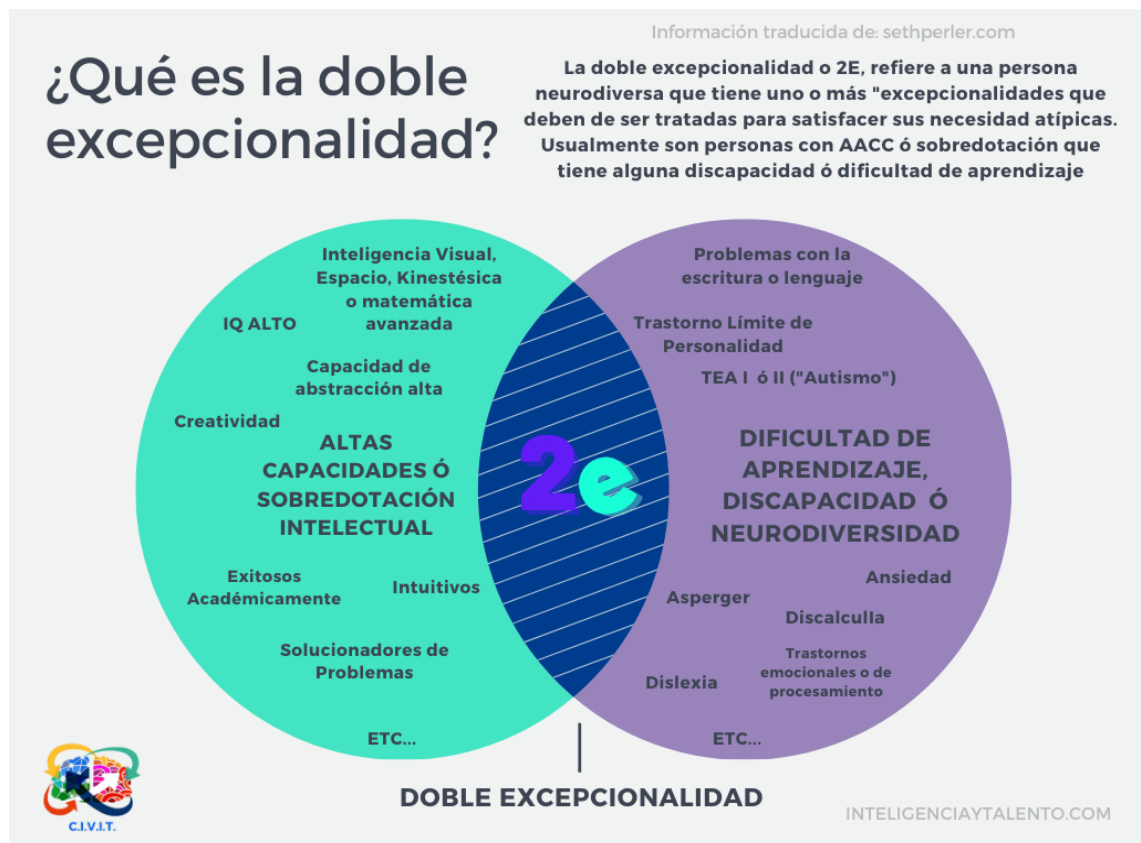 Información traducida de: sethperler.com
¿Qué es la doble
excepcionalidad?
La doble excepcionalidad o 2E, refiere a una persona
neurodiversa que tiene uno o más "excepcionalidades que
deben de ser tratadas para satisfacer sus necesidad atípicas.
Usualmente son personas con AACC ó sobredotación que
tiene alguna discapacidad ó dificultad de aprendizaje
Inteligencia Visual,
Espacio, Kinestésica
o matemática
avanzada
IQ ALTO
Capacidad de
abstracción alta
Creatividad
ALTAS
CAPACIDADES Ó
SOBREDOTACIÓN
INTELECTUAL
Exitosos
Académicamente
Intuitivos
Solucionadores de
Problemas
ETC...
2e
Problemas con la
escritura o lenguaje
Trastorno Límite de
Personalidad
TEA I ó II ("Autismo")
DIFICULTAD DE
APRENDIZAJE,
DISCAPACIDAD Ó
NEURODIVERSIDAD
Ansiedad
Asperger
DiscalculIa
Trastornos
emocionales o de
procesamiento
Dislexia
ETC...
DOBLE EXCEPCIONALIDAD
C.I.V.I.T.
INTELIGENCIAYTALENTO.COM